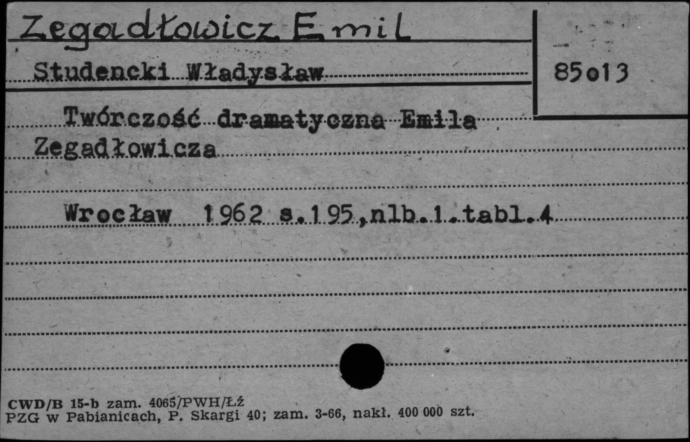 Zegadłowicz Emil
Studencki Władysław
85013
Twórczość dramatyczna Emila
Zegadłowicza
Wrocław 1962 s.195,nlb.1.tabl.4
CWD/B 15-b zam. 4065/PWH/ŁŹ
PZG w Pabianicach, P. Skargi 40; zam. 3-66, nakł. 400 000 szt.